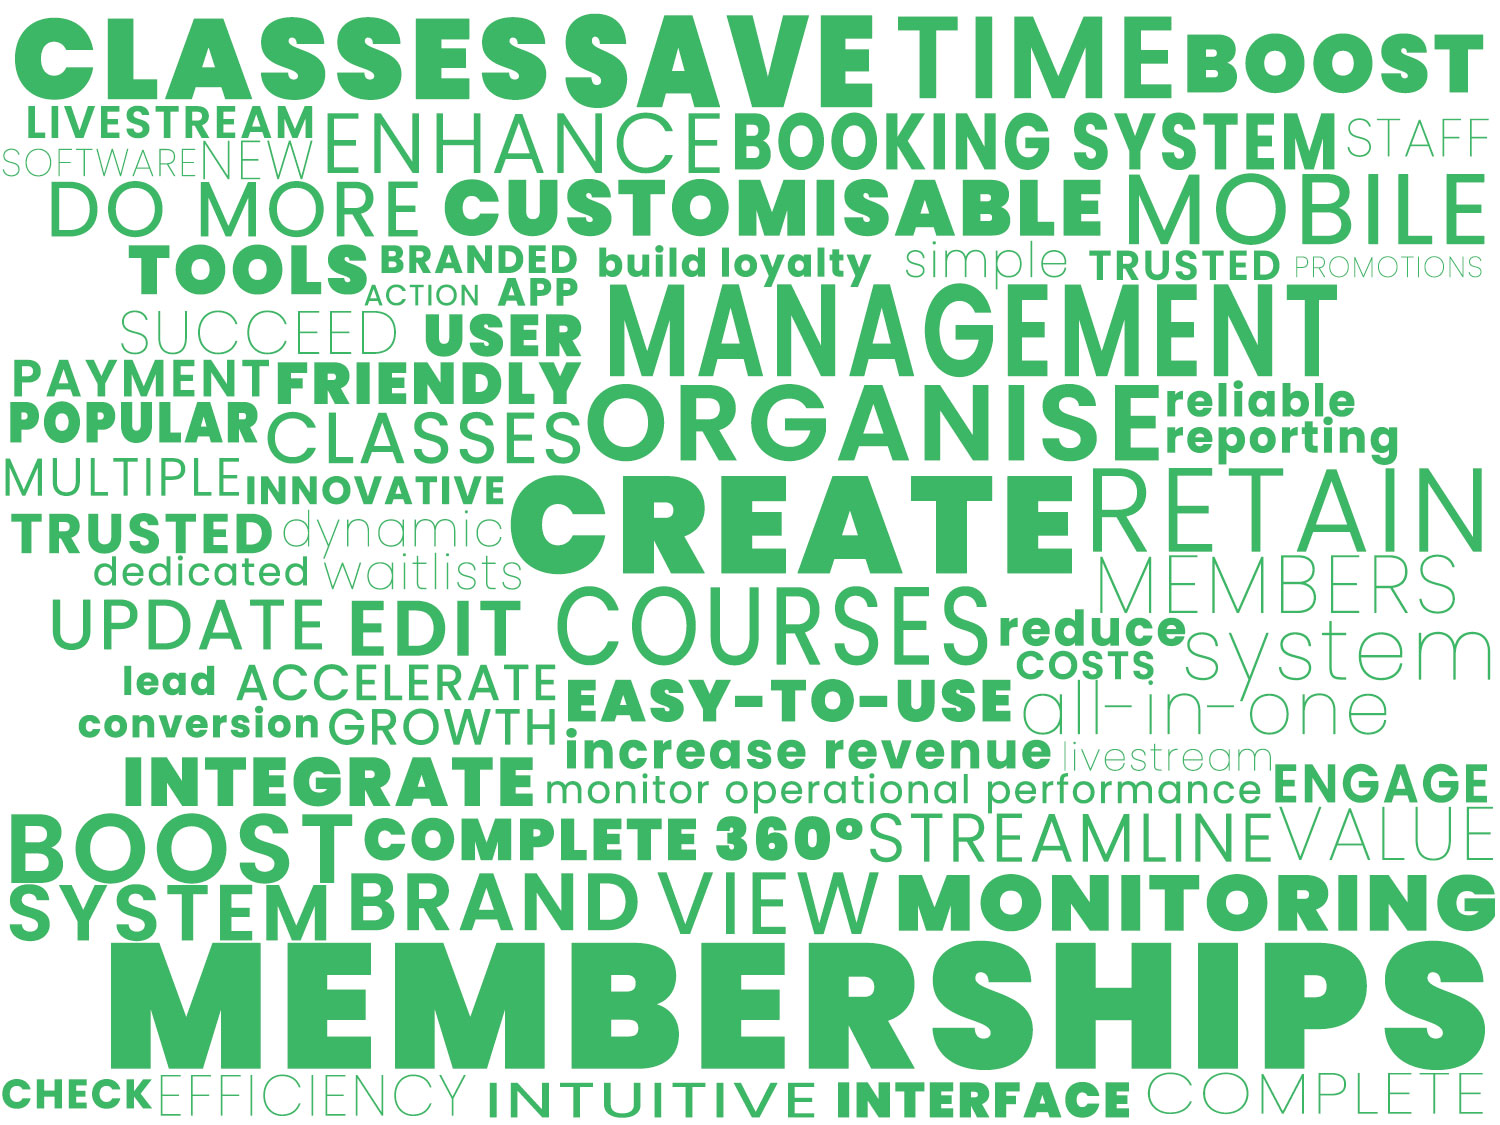 CLASSES SAVE TIME BOOST
LIVESTREAM ENHANCE BOOKING SYSTEM STAFF
SOFTWARE NEW
DO MORE CUSTOMISABLE MOBILE
TOOLS BRANDED build loyalty simple TRUSTED PROMOTIONS
ACTION APP
SUCCEED USER MANAGEMENT
PAYMENT FRIENDLY
POPULAR CLASSES ORGANISE reliable
reporting
MULTIPLE INNOVATIVE CREATE RETAIN
TRUSTED dynamic
dedicated waitlists MEMBERS
UPDATE EDIT COURSES reduce system
COSTS
lead ACCELERATE EASY-TO-USE all-in-one
conversion GROWTH
increase revenue livestream
INTEGRATE monitor operational performance ENGAGE
BOOST COMPLETE 360° STREAMLINE VALUE
SYSTEM BRAND VIEW MONITORING
MEMBERSHIPS
CHECK EFFICIENCY INTUITIVE INTERFACE COMPLETE